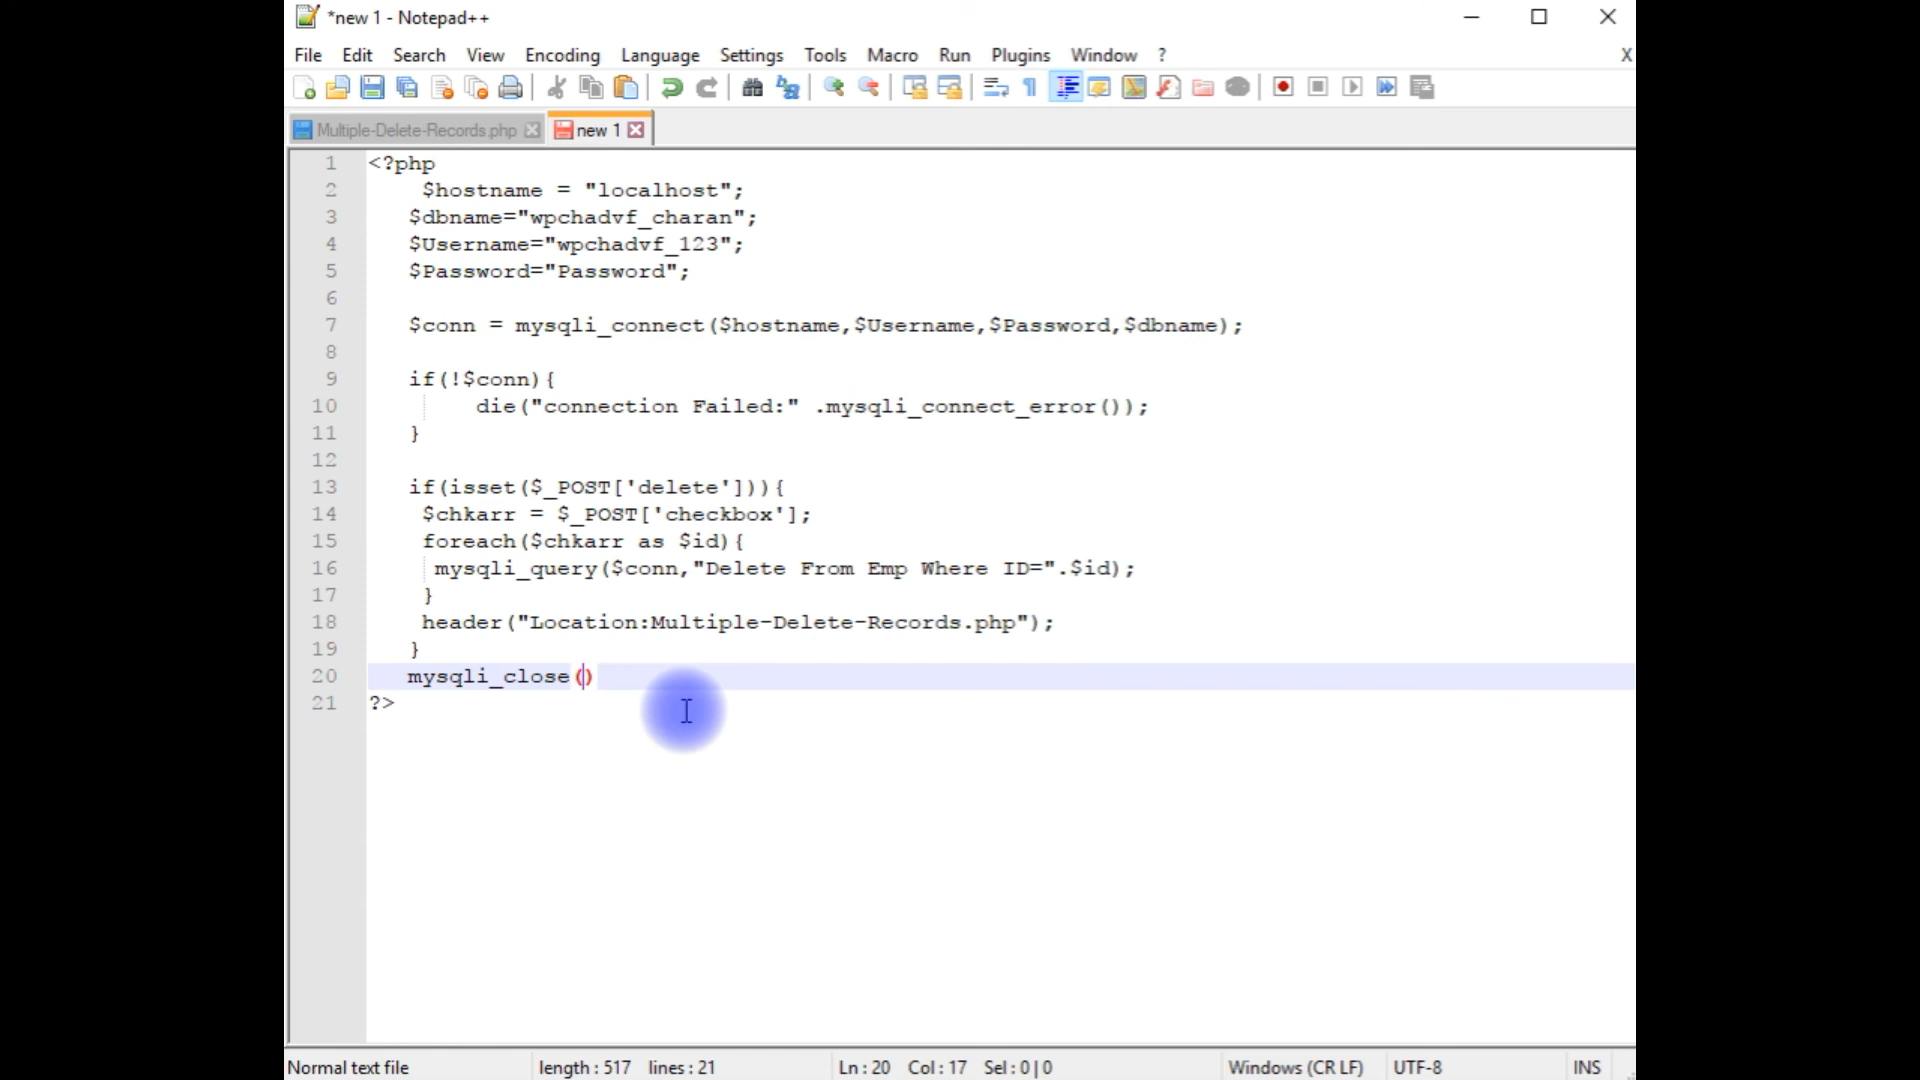 *new 1 - Notepad++
File Edit Search View Encoding Language Settings Tools Macro Run Plugins Window ? X
Multiple-Delete-Records.php new 1
1 <?php
2 $hostname = "localhost";
3 $dbname="wpchadvf_charan";
4 $Username="wpchadvf_123";
5 $Password="Password";
6
7 $conn = mysqli_connect($hostname,$Username,$Password,$dbname);
8
9 if(!$conn){
10 die("connection Failed:" .mysqli_connect_error());
11 }
12
13 if(isset($_POST['delete'])){
14 $chkarr = $_POST['checkbox'];
15 foreach($chkarr as $id){
16 mysqli_query($conn,"Delete From Emp Where ID=".$id);
17 }
18 header("Location:Multiple-Delete-Records.php");
19 }
20 mysqli_close()
21 ?>
Normal text file length : 517 lines : 21 Ln : 20 Col : 17 Sel : 0 | 0 Windows (CR LF) UTF-8 INS